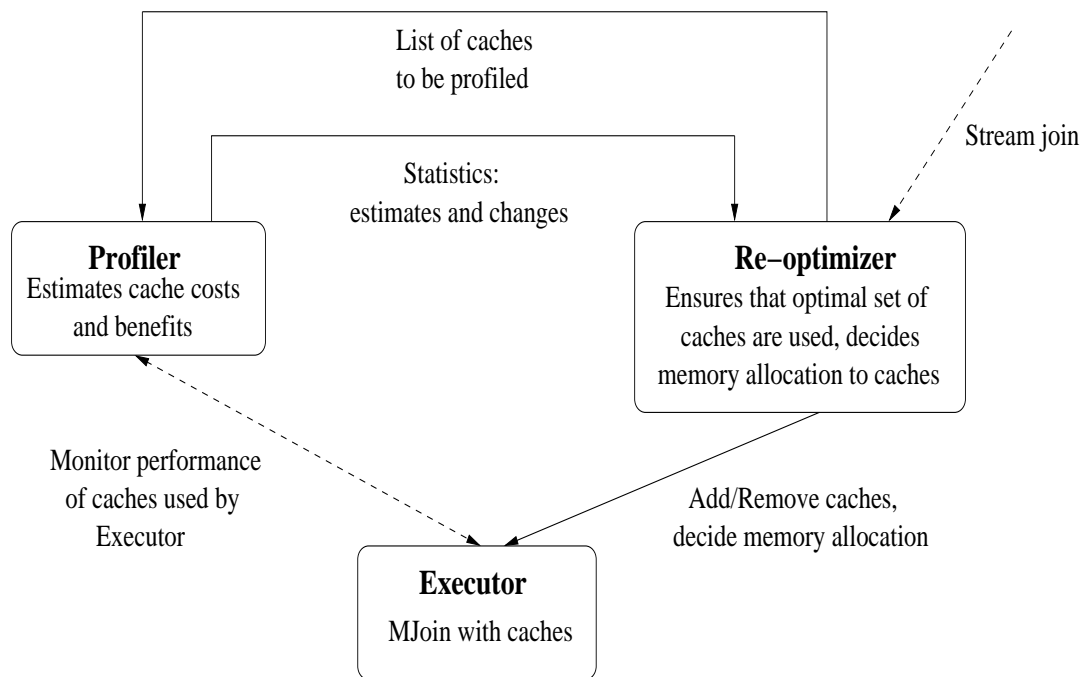 List of caches
to be profiled
Stream join
Statistics:
estimates and changes
Profiler
Estimates cache costs
and benefits
Re−optimizer
Ensures that optimal set of
caches are used, decides
memory allocation to caches
Monitor performance
of caches used by
Executor
Add/Remove caches,
decide memory allocation
Executor
MJoin with caches